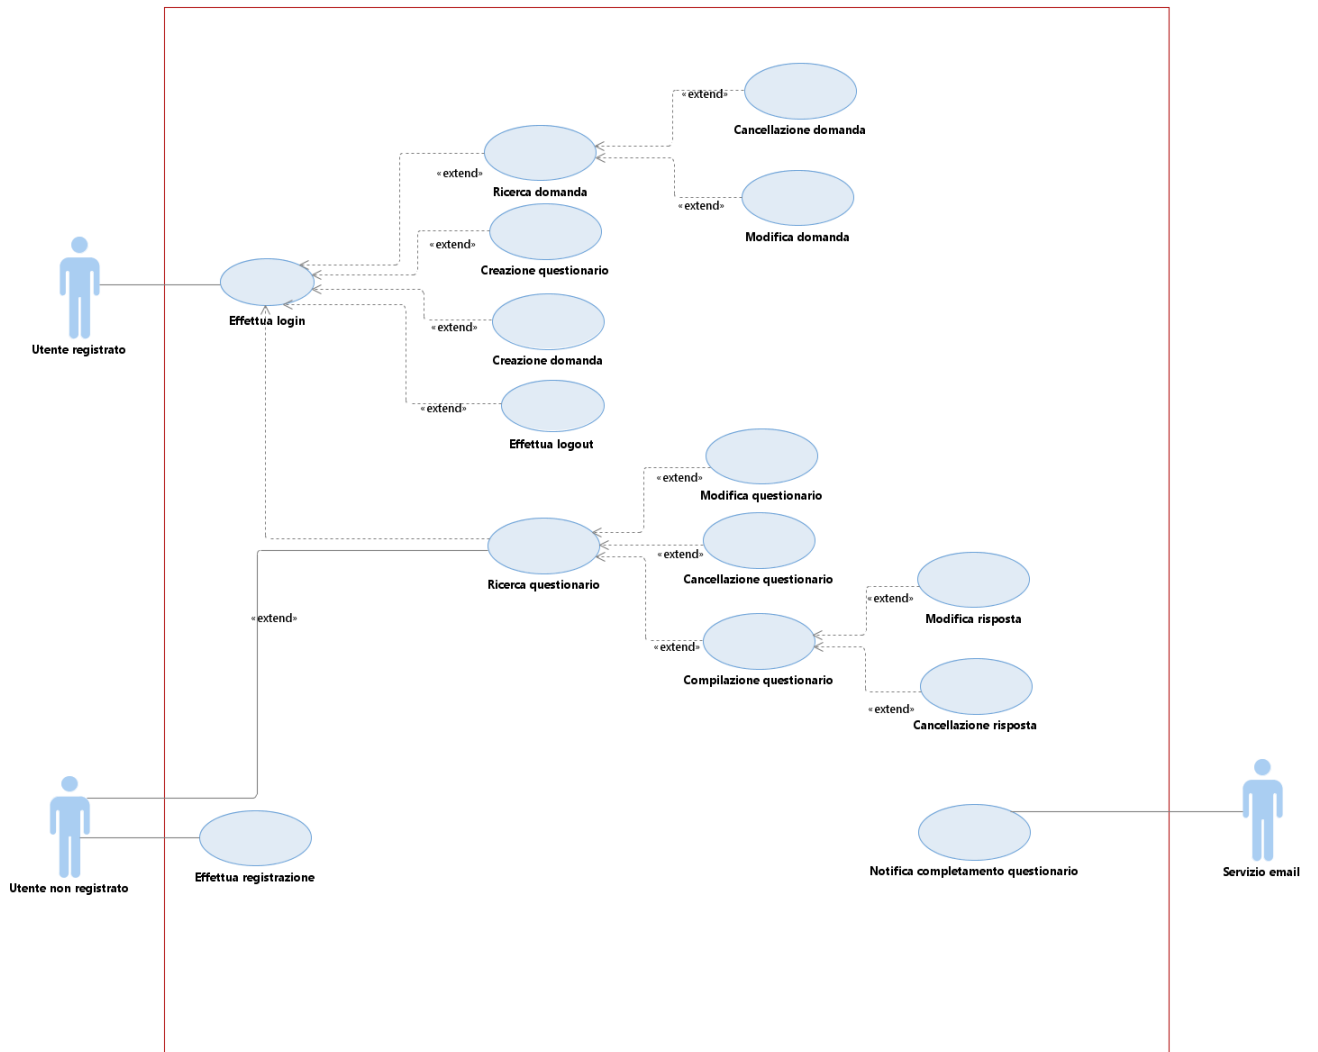 «extend»
Cancellazione domanda
«extend»
Ricerca domanda
«extend»
Modifica domanda
«extend»
Creazione questionario
Effettua login
Utente registrato
«extend»
Creazione domanda
«extend»
Effettua logout
«extend»
Modifica questionario
«extend»
Cancellazione questionario
Ricerca questionario
«extend»
«extend»
Modifica risposta
«extend»
Compilazione questionario
«extend»
Cancellazione risposta
Effettua registrazione
Utente non registrato
Notifica completamento questionario
Servizio email